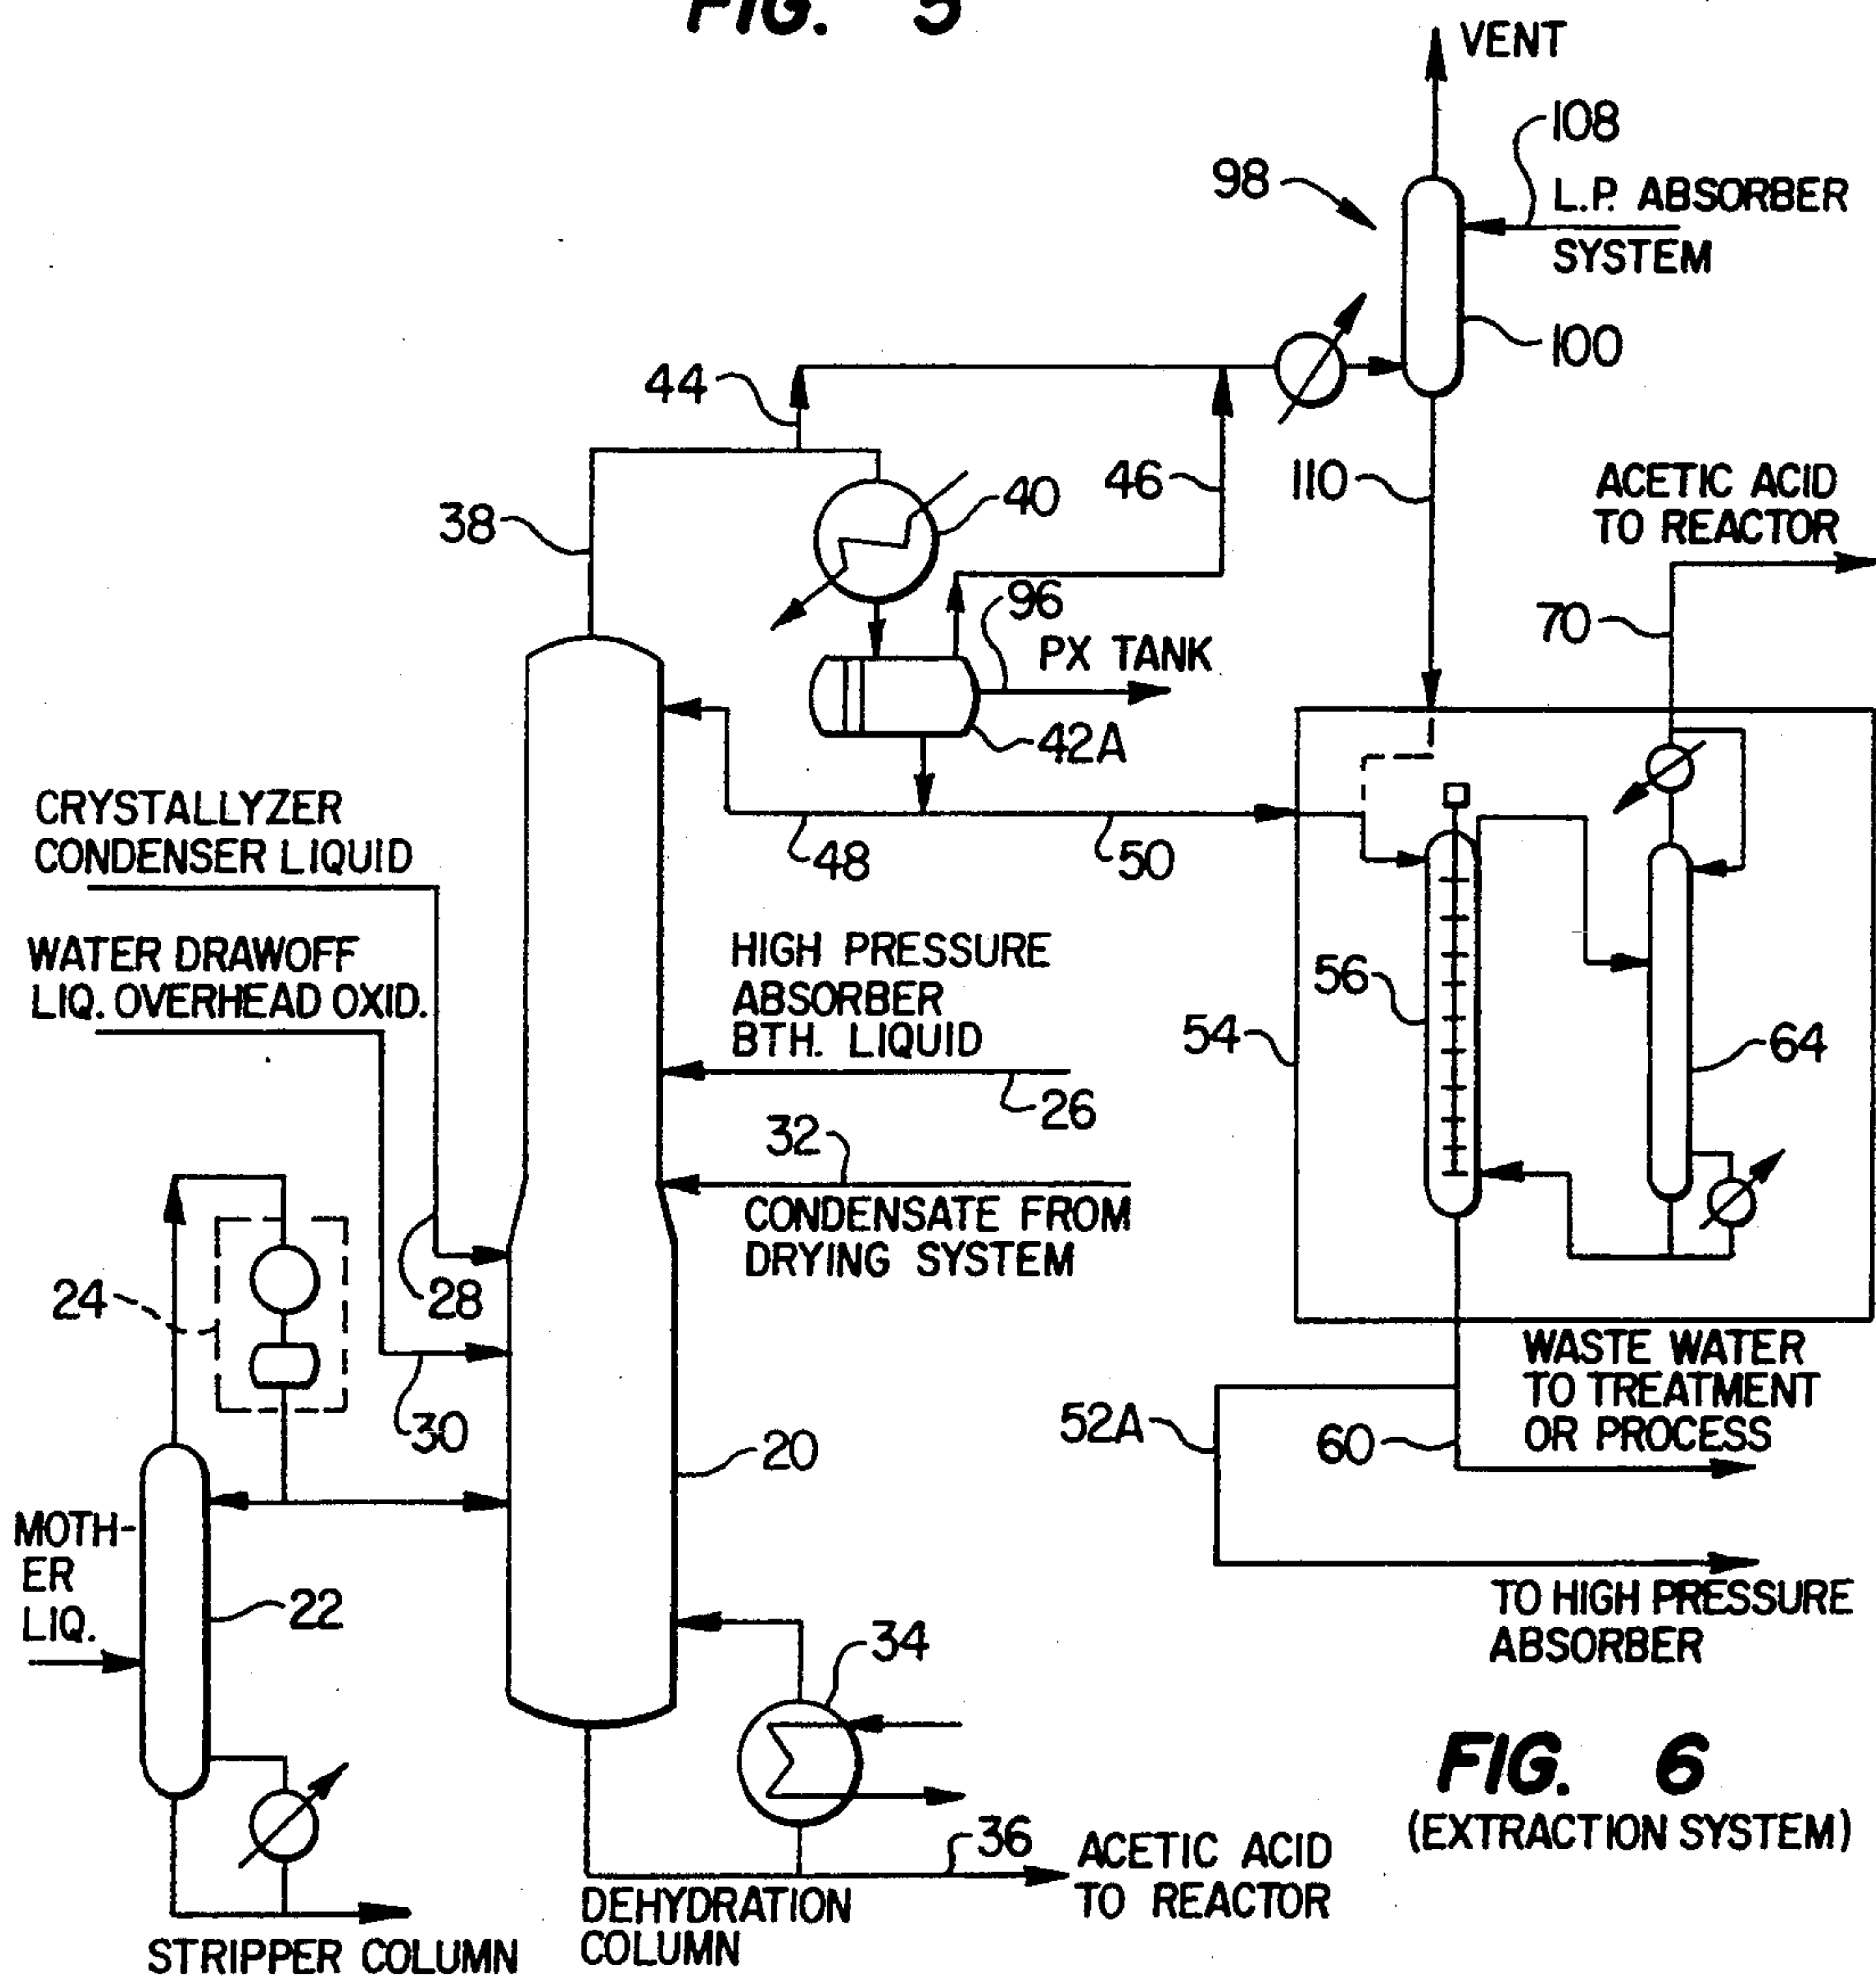 FIG. 5
VENT
108
98
L.P. ABSORBER
SYSTEM
100
44
46
110
ACETIC ACID
TO REACTOR
40
38
96
70
PX TANK
42A
CRYSTALLYZER
CONDENSER LIQUID
48
50
WATER DRAWOFF
LIQ. OVERHEAD OXID.
HIGH PRESSURE
ABSORBER
BTH. LIQUID
56
54
64
26
32
CONDENSATE FROM
DRYING SYSTEM
24
28
WASTE WATER
TO TREATMENT
OR PROCESS
30
52A
60
20
MOTH-
ER
LIQ.
22
TO HIGH PRESSURE
ABSORBER
34
FIG. 6
(EXTRACTION SYSTEM)
36
ACETIC ACID
TO REACTOR
DEHYDRATION
COLUMN
STRIPPER COLUMN